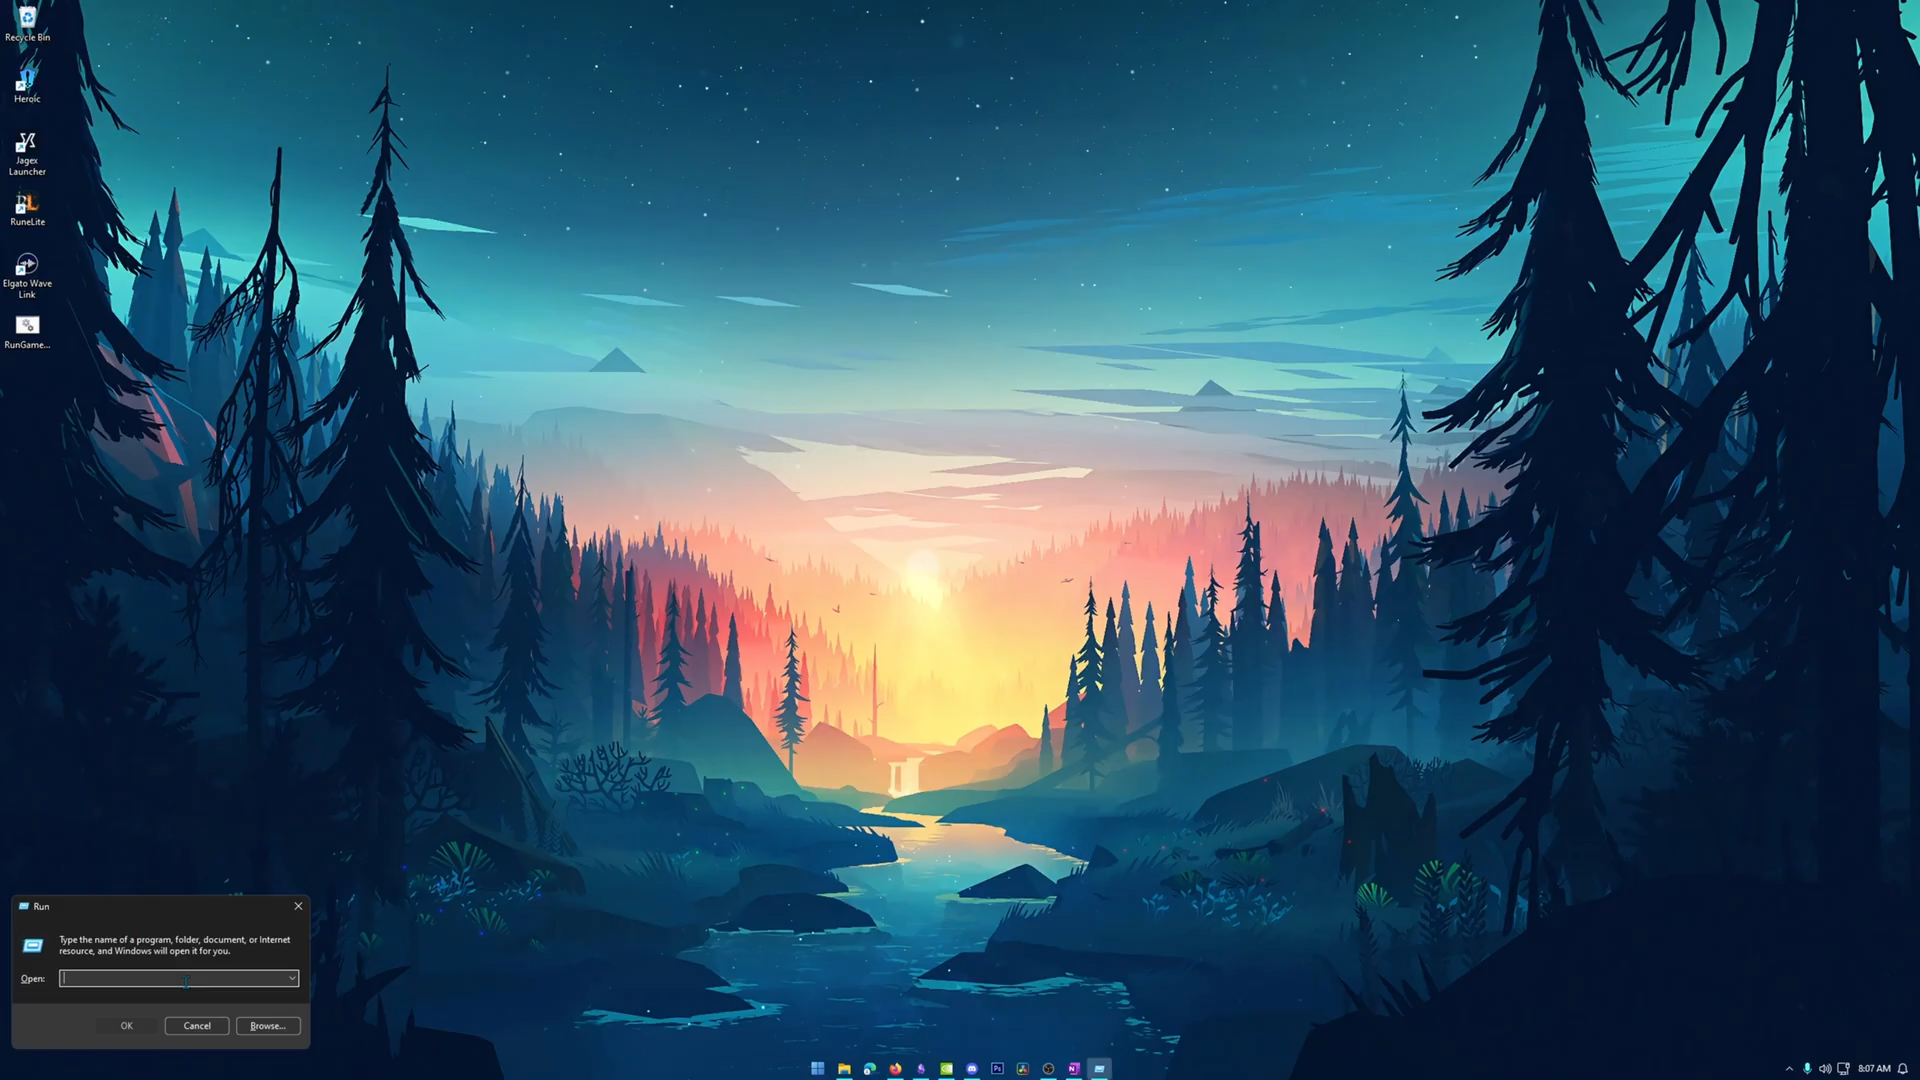 Recycle Bin
Heroic
Jagex
Launcher
RuneLite
Elgato Wave
Link
RunGame...
Run
Type the name of a program, folder, document, or Internet
resource, and Windows will open it for you.
Open:
OK
Cancel
Browse...
Ps
N
8:07 AM